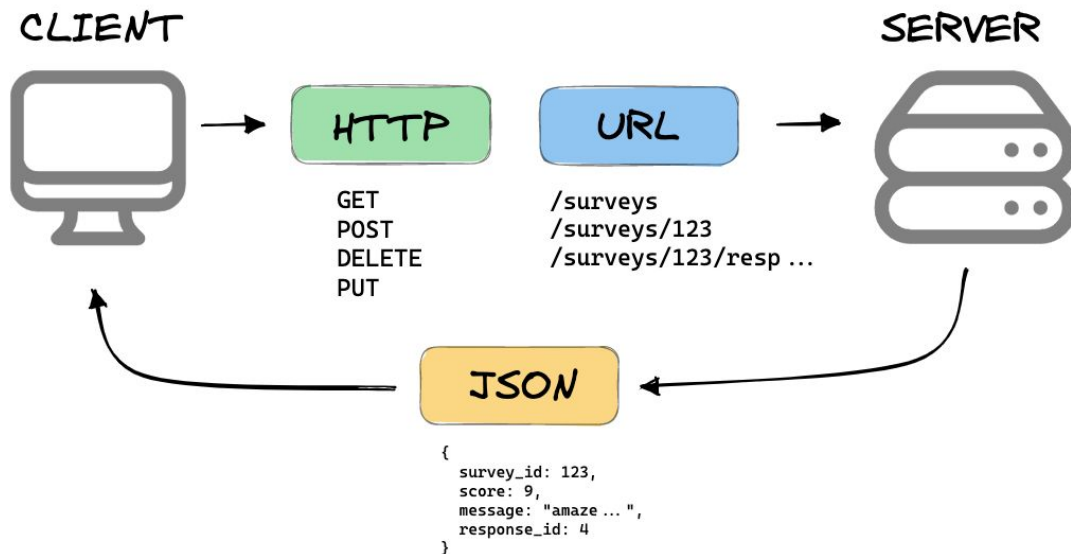 CLIENT
SERVER
HTTP
URL
GET
POST
DELETE
PUT
/surveys
/surveys/123
/surveys/123/resp ...
JSON
{
survey_id: 123,
score: 9,
message: "amaze ... ",
response_id: 4
}